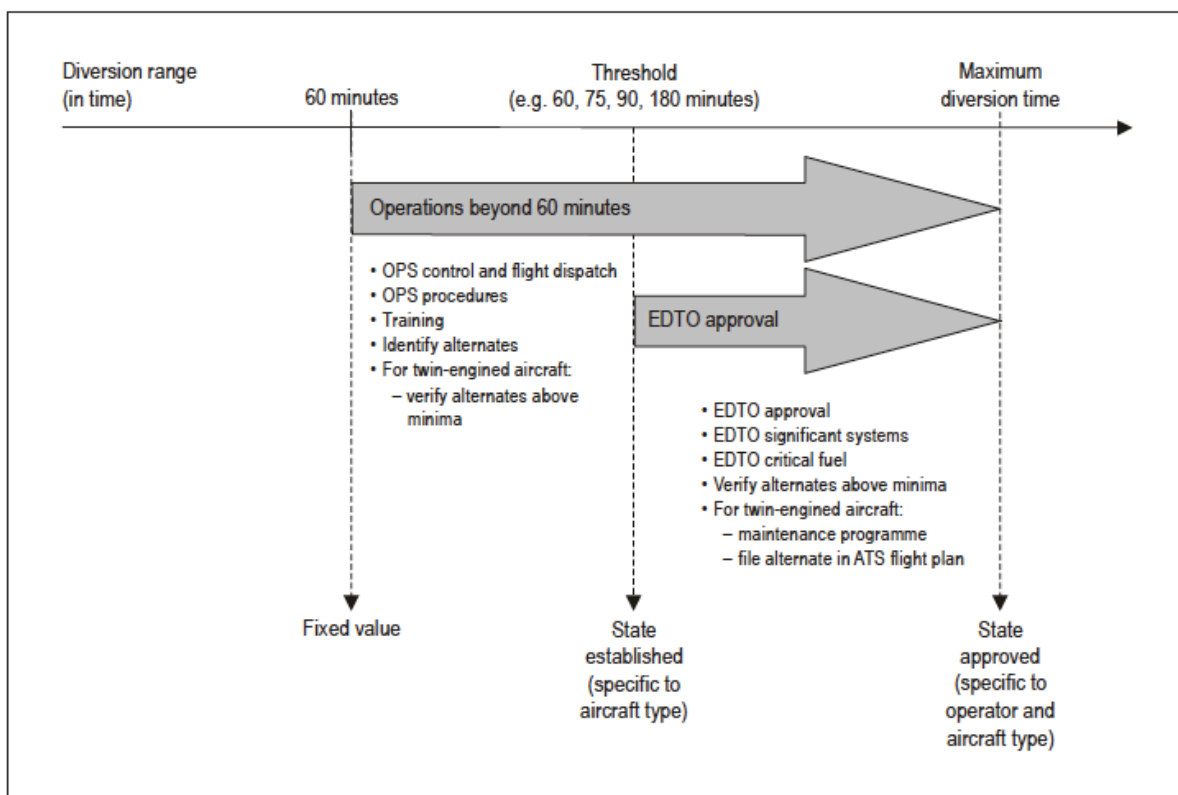 Diversion range
(in time)
60 minutes
Threshold
(e.g. 60, 75, 90, 180 minutes)
Maximum
diversion time
Operations beyond 60 minutes
• OPS control and flight dispatch
• OPS procedures
• Training
• Identify alternates
• For twin-engined aircraft:
– verify alternates above
minima
EDTO approval
• EDTO approval
• EDTO significant systems
• EDTO critical fuel
• Verify alternates above minima
• For twin-engined aircraft:
– maintenance programme
– file alternate in ATS flight plan
Fixed value
State
established
(specific to
aircraft type)
State
approved
(specific to
operator and
aircraft type)